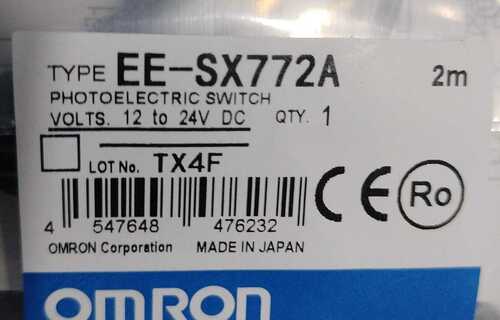 TYPE EE-SX772A 2m
PHOTOELECTRIC SWITCH
VOLTS. 12 to 24V DC QTY. 1
LOT No. TX4F
CE Ro
4 547648 476232
OMRON Corporation MADE IN JAPAN
OMRON